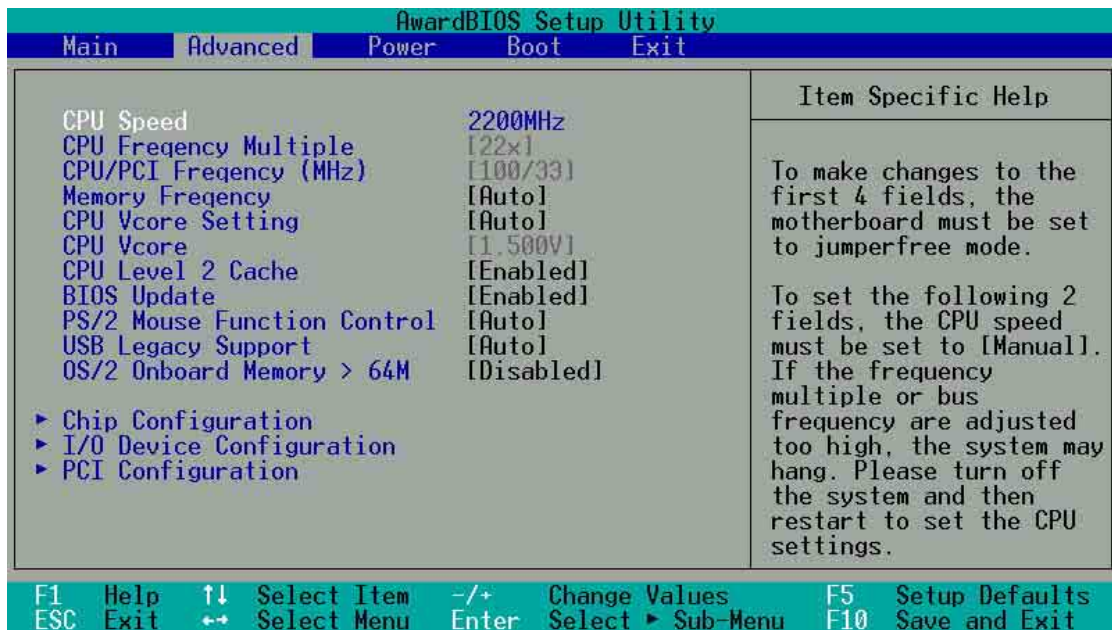 AwardBIOS Setup Utility
Main Advanced Power Boot Exit
CPU Speed 2200MHz
CPU Freqency Multiple [22x]
CPU/PCI Freqency (MHz) [100/33]
Memory Freqency [Auto]
CPU Vcore Setting [Auto]
CPU Vcore [1.500V]
CPU Level 2 Cache [Enabled]
BIOS Update [Enabled]
PS/2 Mouse Function Control [Auto]
USB Legacy Support [Auto]
OS/2 Onboard Memory > 64M [Disabled]
► Chip Configuration
► I/O Device Configuration
► PCI Configuration
Item Specific Help
To make changes to the
first 4 fields, the
motherboard must be set
to jumperfree mode.
To set the following 2
fields, the CPU speed
must be set to [Manual].
If the frequency
multiple or bus
frequency are adjusted
too high, the system may
hang. Please turn off
the system and then
restart to set the CPU
settings.
F1 Help ↑↓ Select Item -/+ Change Values F5 Setup Defaults
ESC Exit ←→ Select Menu Enter Select ► Sub-Menu F10 Save and Exit